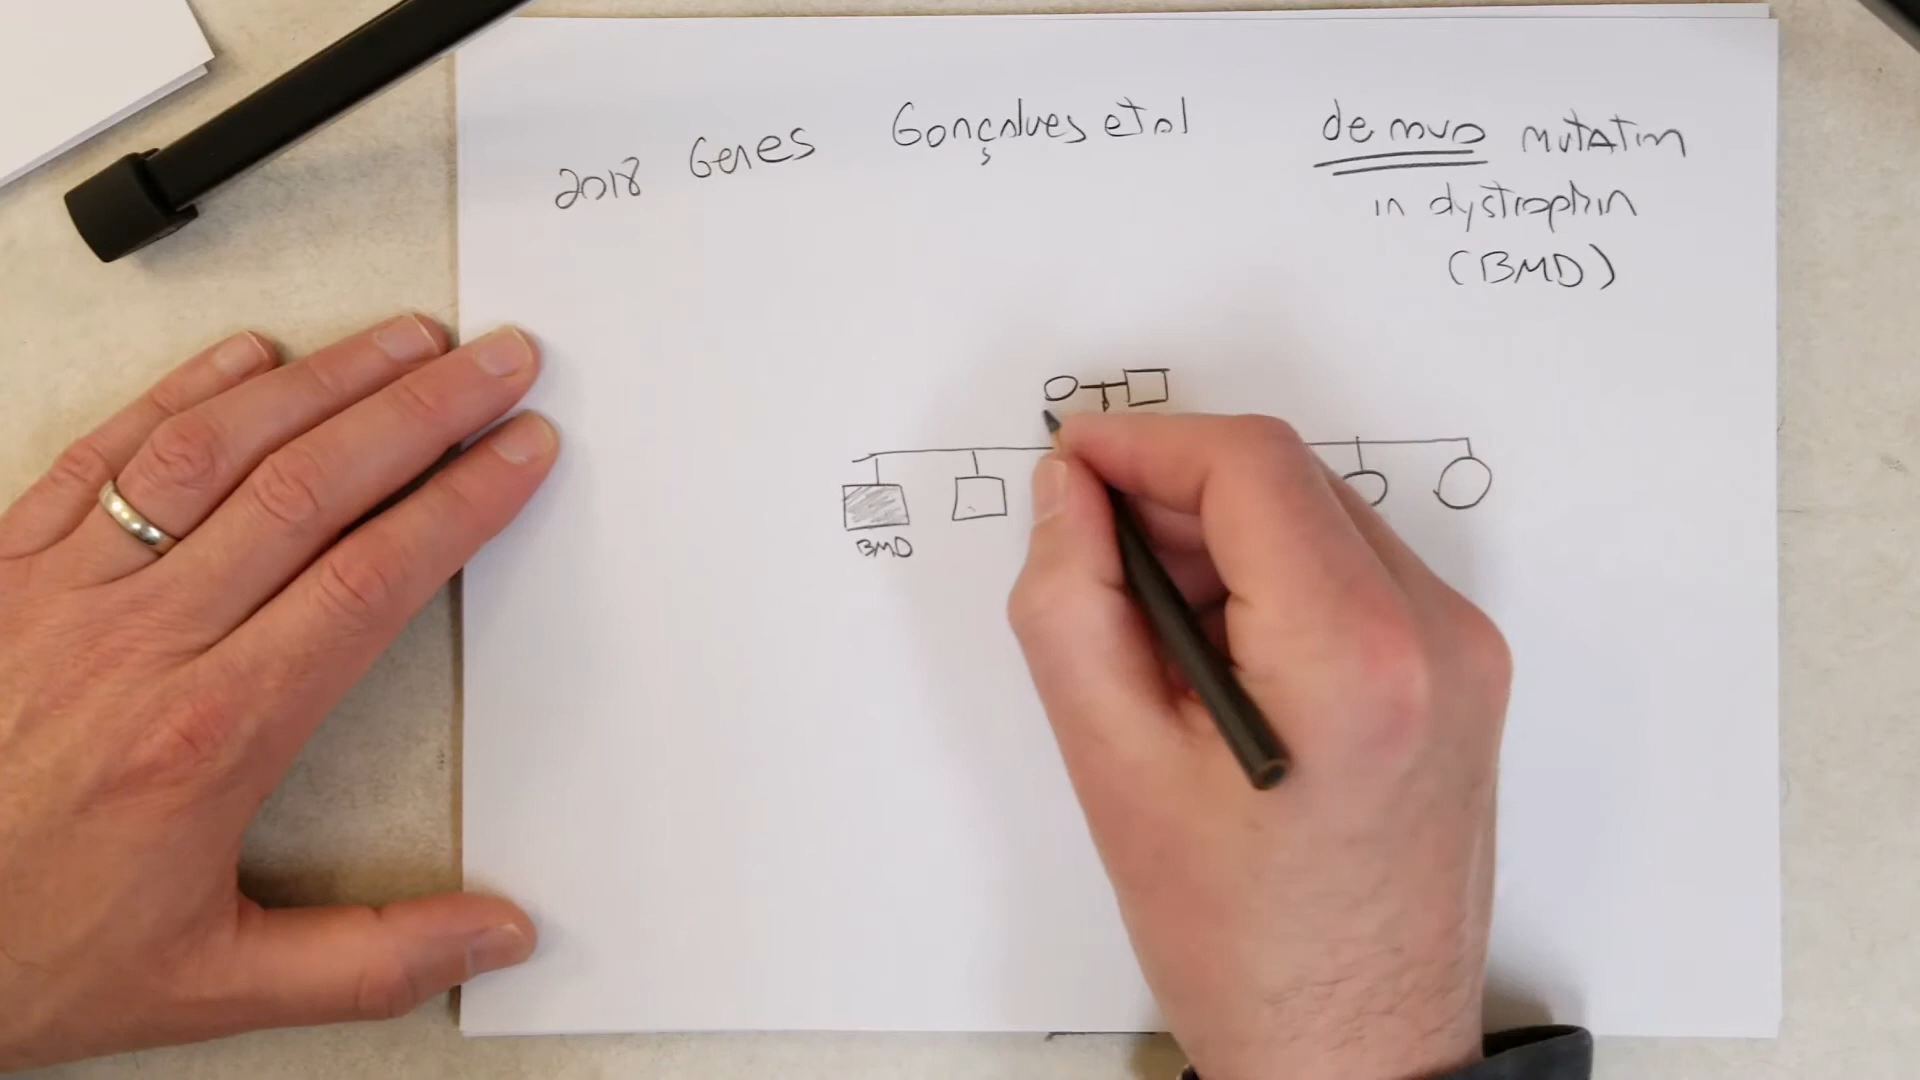 2018 Genes Gonçalves et al
de novo mutation
in dystrophin
(BMD)
BMD